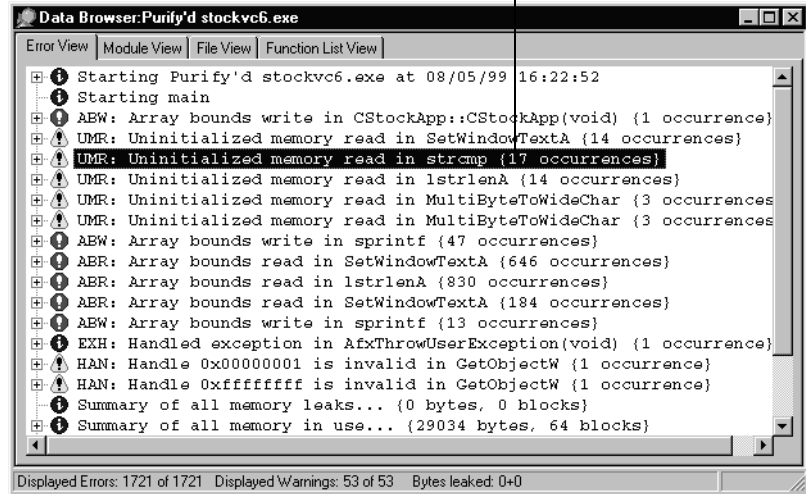 Data Browser:Purify'd stockvc6.exe
Error View Module View File View Function List View
Starting Purify'd stockvc6.exe at 08/05/99 16:22:52
Starting main
ABW: Array bounds write in CStockApp::CStockApp(void) {1 occurrence}
UMR: Uninitialized memory read in SetWindowTextA {14 occurrences}
UMR: Uninitialized memory read in strcmp {17 occurrences}
UMR: Uninitialized memory read in lstrlenA {14 occurrences}
UMR: Uninitialized memory read in MultiByteToWideChar {3 occurrences
UMR: Uninitialized memory read in MultiByteToWideChar {3 occurrences
ABW: Array bounds write in sprintf {47 occurrences}
ABR: Array bounds read in SetWindowTextA {646 occurrences}
ABR: Array bounds read in lstrlenA {830 occurrences}
ABR: Array bounds read in SetWindowTextA {184 occurrences}
ABW: Array bounds write in sprintf {13 occurrences}
EXH: Handled exception in AfxThrowUserException(void) {1 occurrence}
HAN: Handle 0x00000001 is invalid in GetObjectW {1 occurrence}
HAN: Handle 0xffffffff is invalid in GetObjectW {1 occurrence}
Summary of all memory leaks... {0 bytes, 0 blocks}
Summary of all memory in use... {29034 bytes, 64 blocks}
Displayed Errors: 1721 of 1721 Displayed Warnings: 53 of 53 Bytes leaked: 0+0